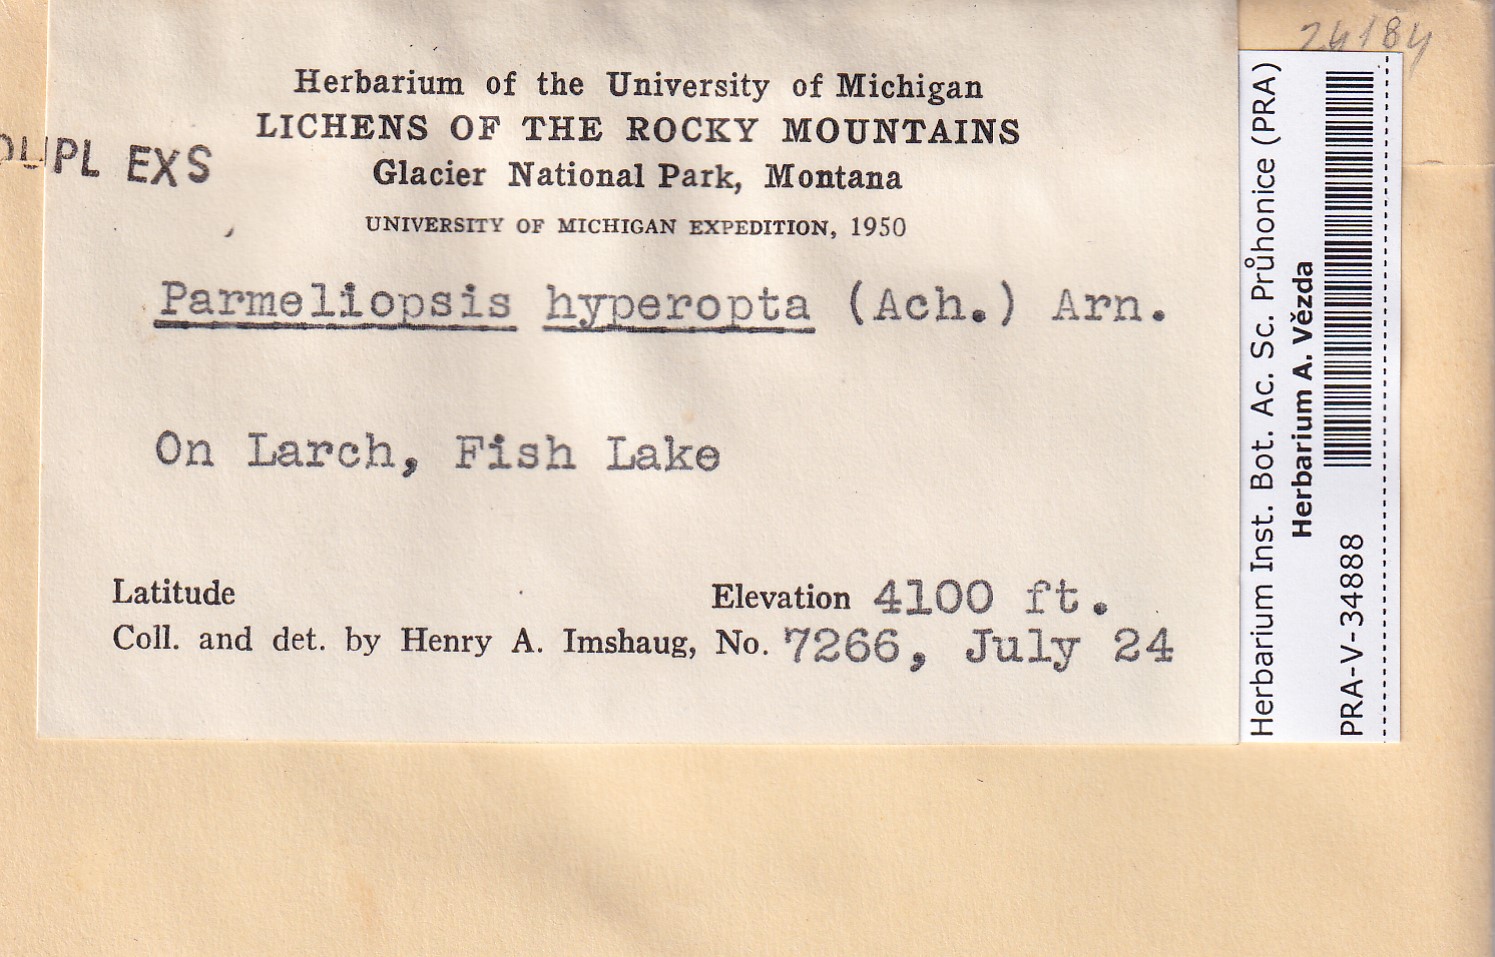 24184
Herbarium of the University of Michigan
LICHENS OF THE ROCKY MOUNTAINS
DUPL EXS
Glacier National Park, Montana
UNIVERSITY OF MICHIGAN EXPEDITION, 1950
Parmeliopsis hyperopta (Ach.) Arn.
On Larch, Fish Lake
Latitude
Elevation 4100 ft.
Coll. and det. by Henry A. Imshaug, No. 7266, July 24
Herbarium Inst. Bot. Ac. Sc. Průhonice (PRA)
Herbarium A. Vězda
PRA-V-34888